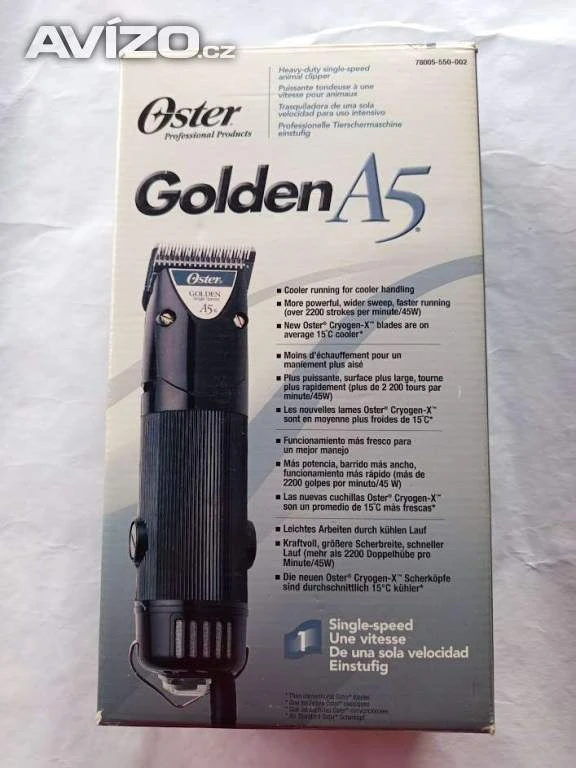 AVÍZO.cz
78005-550-002
Heavy-duty single-speed
animal clipper
Puissante tondeuse à une
vitesse pour animaux
Trasquiladora de una sola
velocidad para uso intensivo
Professionelle Tierschermaschine
einstufig
Oster
Professional Products
Golden A5®
Oster
GOLDEN
A5
■ Cooler running for cooler handling
■ More powerful, wider sweep, faster running
(over 2200 strokes per minute/45W)
■ New Oster® Cryogen-X™ blades are on
average 15˚C cooler*
■ Moins d'échauffement pour un
maniement plus aisé
■ Plus puissante, surface plus large, tourne
plus rapidement (plus de 2 200 tours par
minute/45W)
■ Les nouvelles lames Oster® Cryogen-X™
sont en moyenne plus froides de 15˚C*
■ Funcionamiento más fresco para
un mejor manejo
■ Más potencia, barrido más ancho,
funcionamiento más rápido (más de
2200 golpes por minuto/45 W)
■ Las nuevas cuchillas Oster® Cryogen-X™
son un promedio de 15˚C más frescas*
■ Leichtes Arbeiten durch kühlen Lauf
■ Kraftvoll, größere Scherbreite, schneller
Lauf (mehr als 2200 Doppelhübe pro
Minute/45W)
■ Die neuen Oster® Cryogen-X™ Scherköpfe
sind durchschnittlich 15°C kühler*
1
Single-speed
Une vitesse
De una sola velocidad
Einstufig